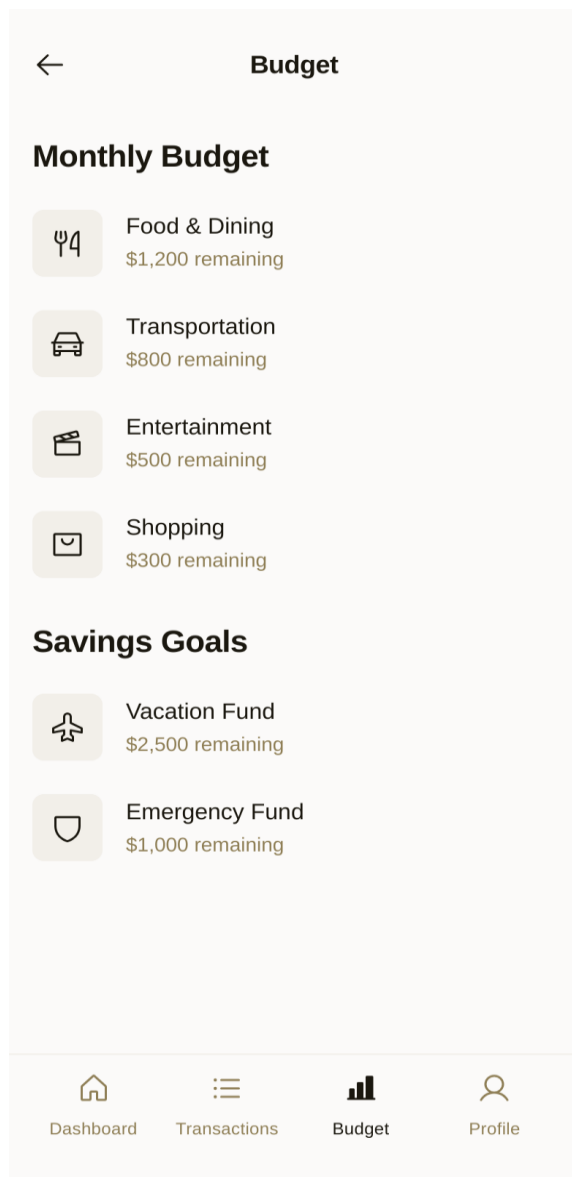 Budget
Monthly Budget
Food & Dining
$1,200 remaining
Transportation
$800 remaining
Entertainment
$500 remaining
Shopping
$300 remaining
Savings Goals
Vacation Fund
$2,500 remaining
Emergency Fund
$1,000 remaining
Dashboard Transactions Budget Profile